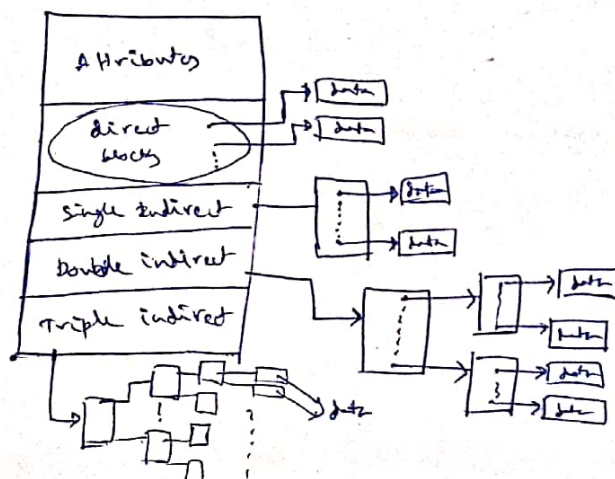 Attributes
data
direct
blocks
data
Single Indirect
data
data
Double indirect
data
data
Triple indirect
data
data
data